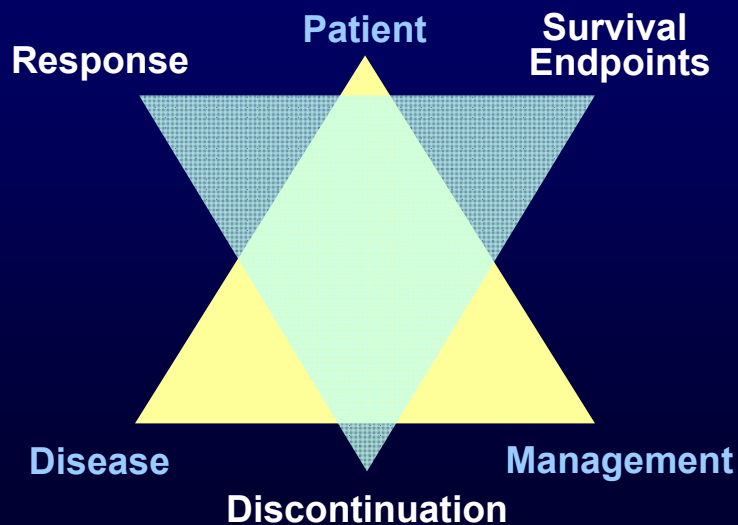 Patient
Survival
Response
Endpoints
Disease
Management
Discontinuation